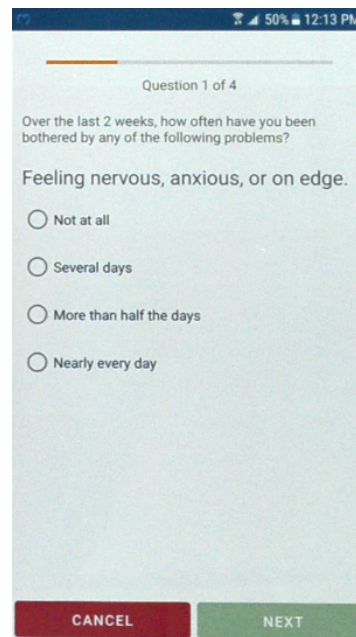 50% 12:13 PM
Question 1 of 4
Over the last 2 weeks, how often have you been
bothered by any of the following problems?
Feeling nervous, anxious, or on edge.
Not at all
Several days
More than half the days
Nearly every day
CANCEL
NEXT